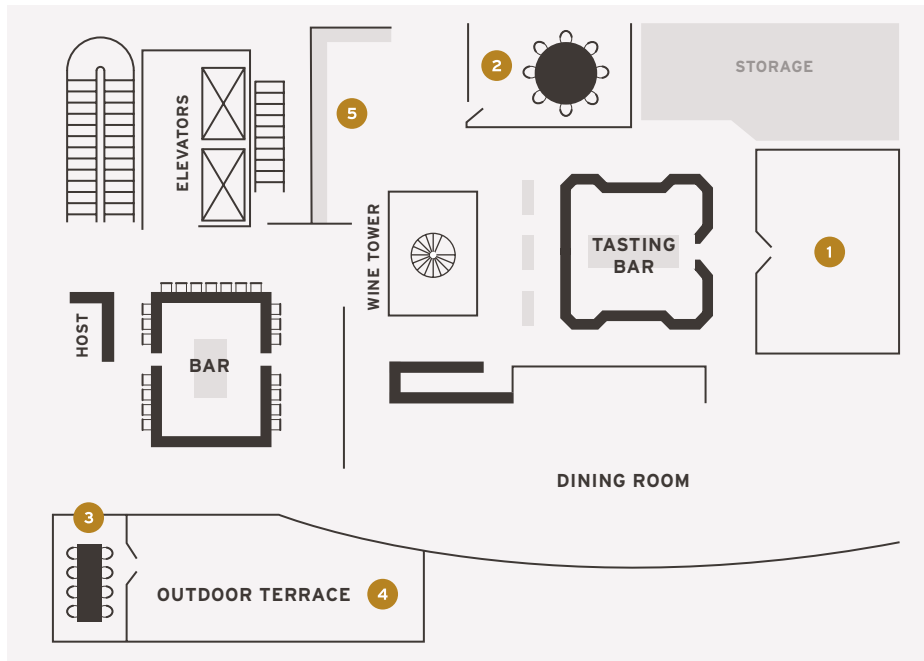 2
STORAGE
5
ELEVATORS
WINE TOWER
TASTING
BAR
1
HOST
BAR
DINING ROOM
3
OUTDOOR TERRACE
4